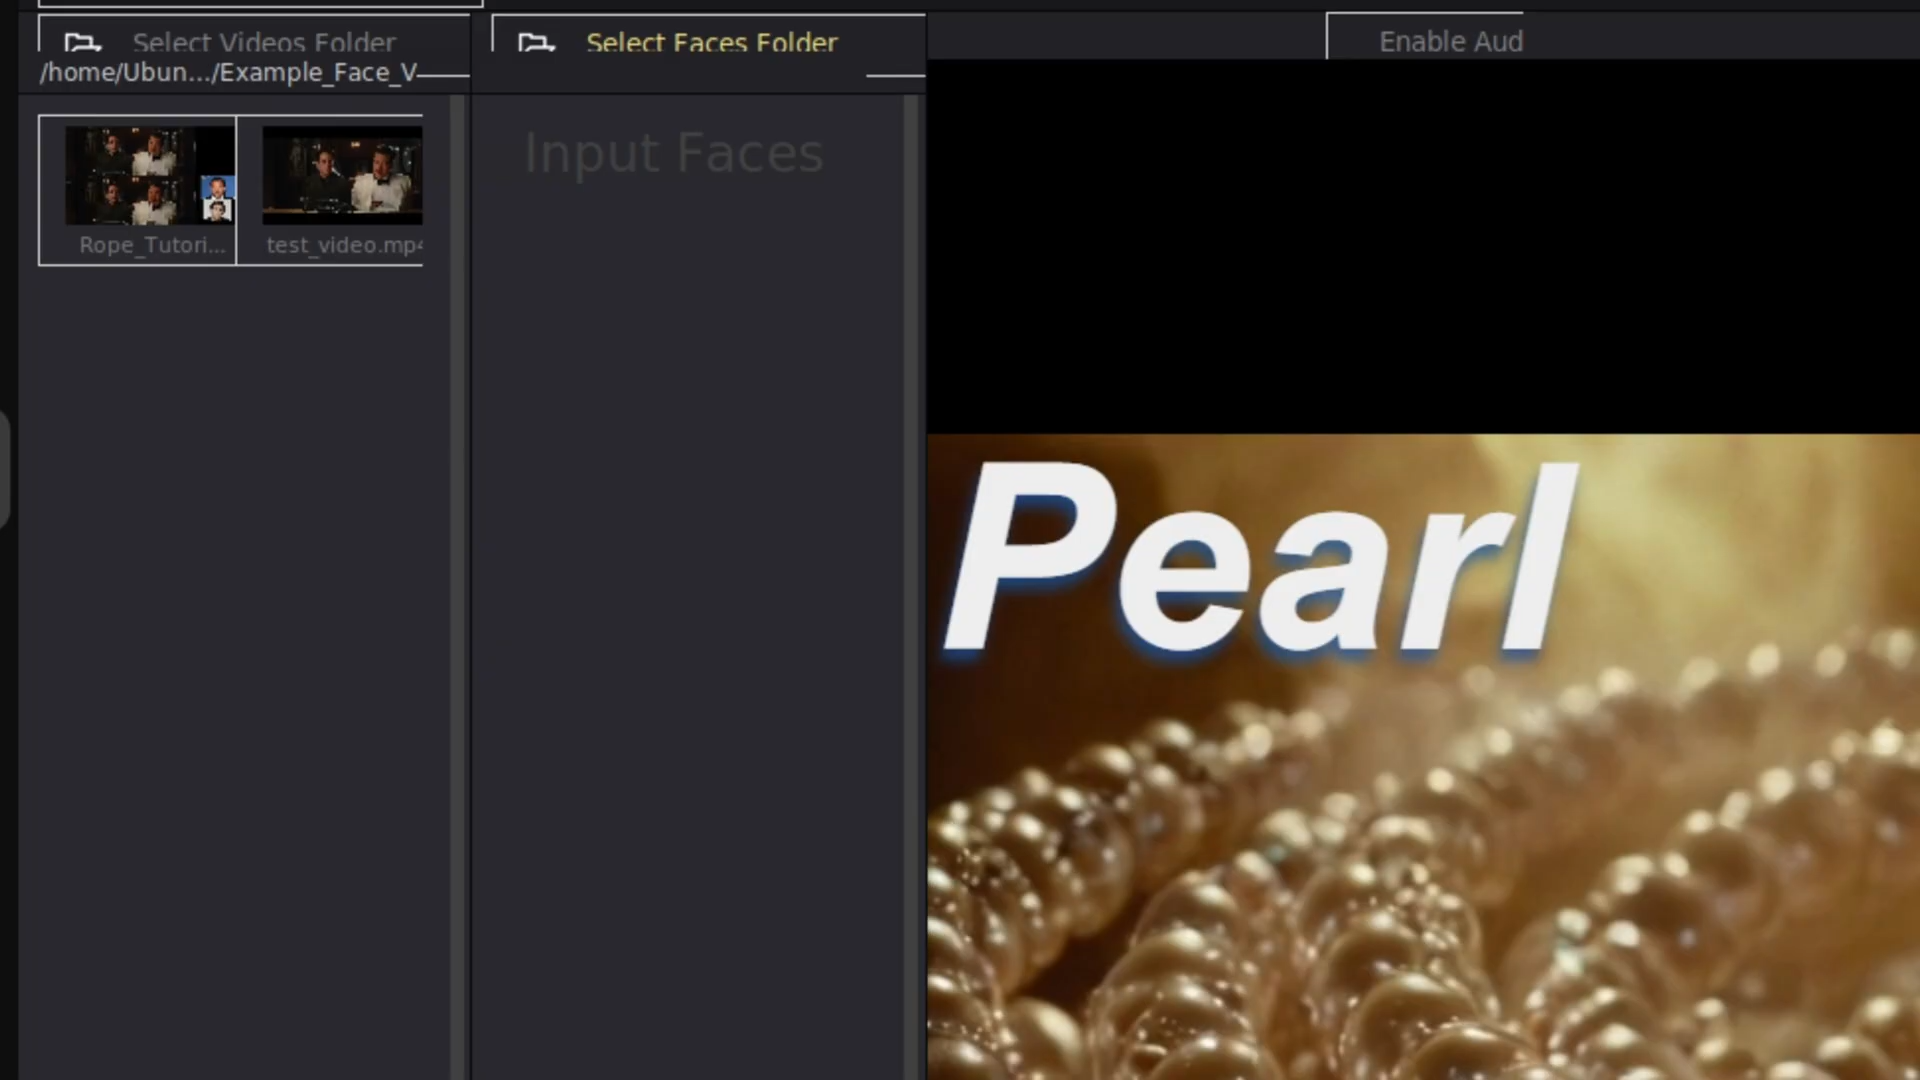 Select Videos Folder
/home/Ubun.../Example_Face_V
Select Faces Folder
Enable Aud
Rope_Tutori...
test_video.mp4
Input Faces
Pearl